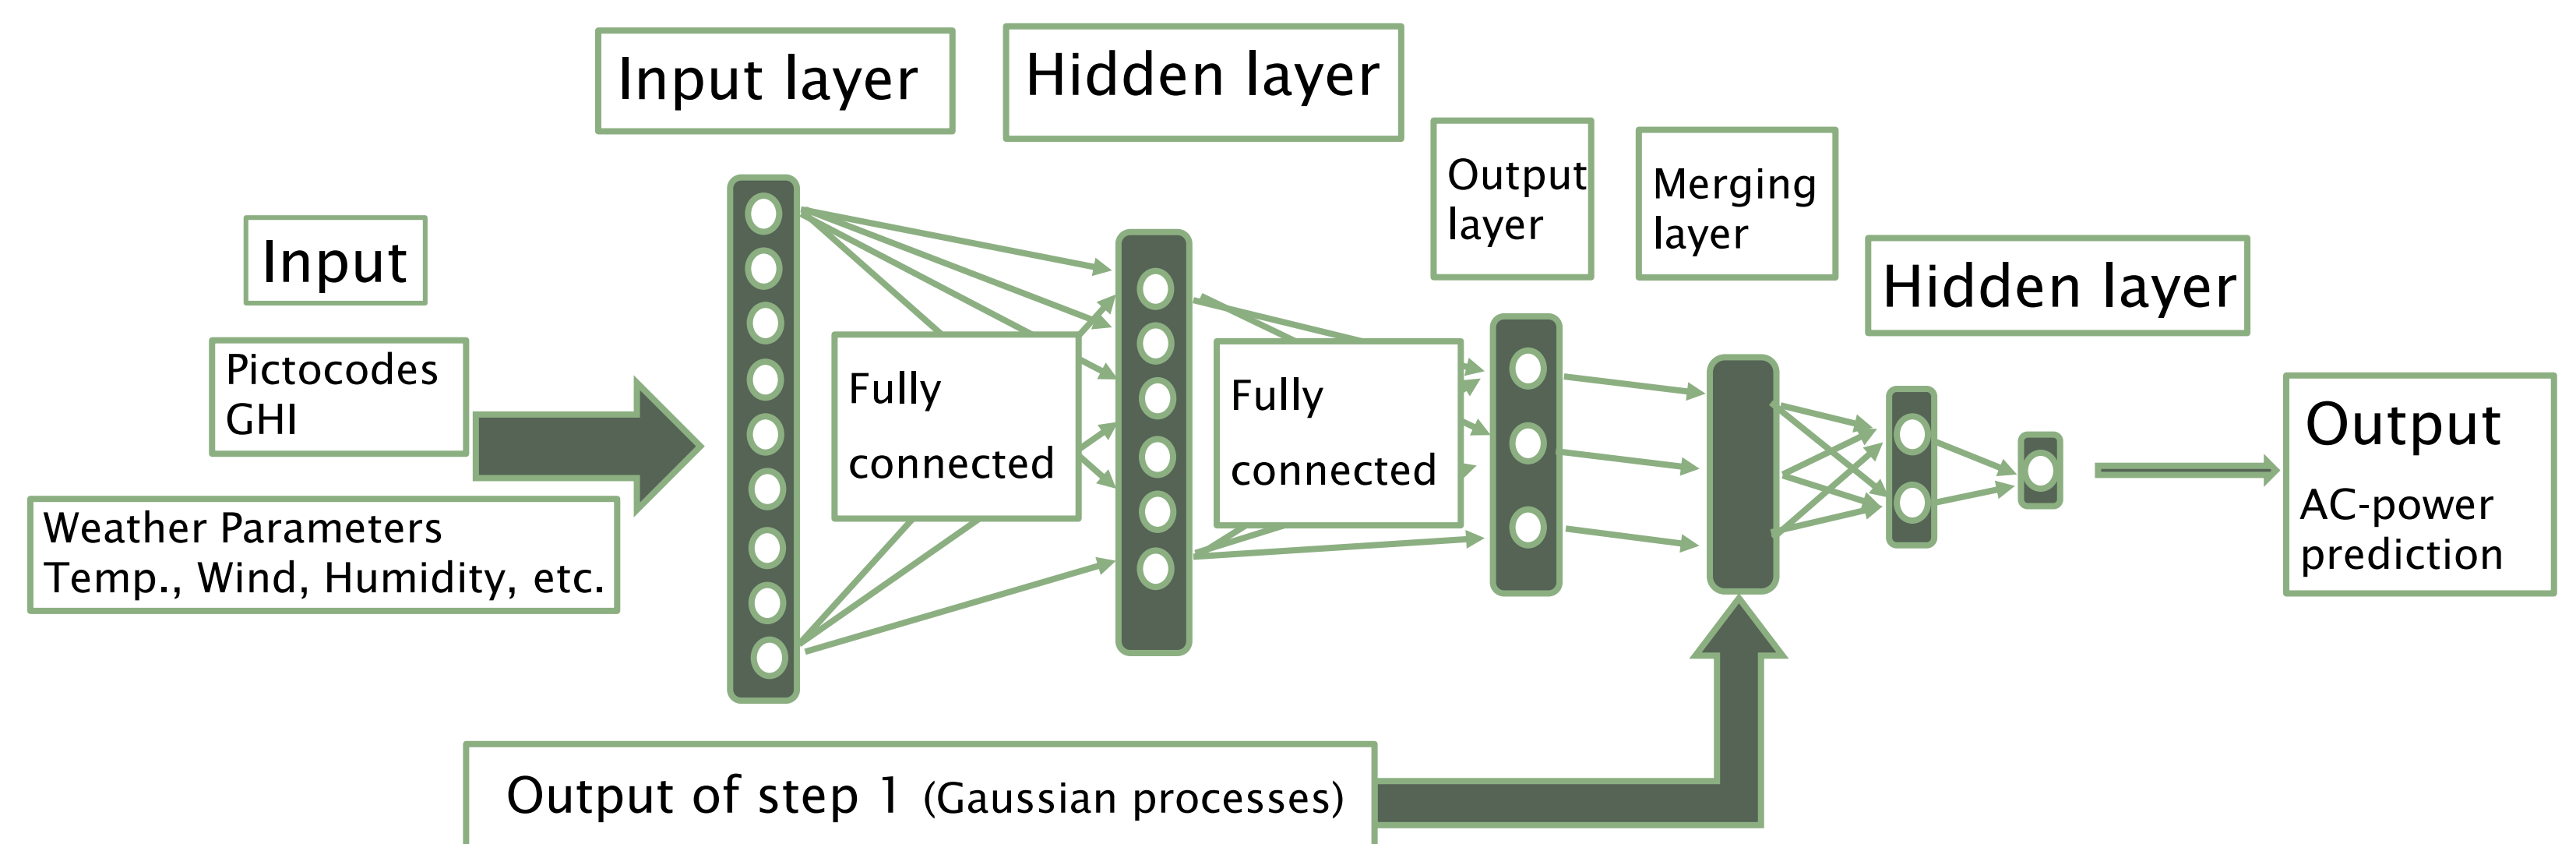 Input layer
Hidden layer
Output
layer
Merging
layer
Hidden layer
Input
Pictocodes
GHI
Weather Parameters
Temp., Wind, Humidity, etc.
Fully
connected
Fully
connected
Output
AC-power
prediction
Output of step 1 (Gaussian processes)